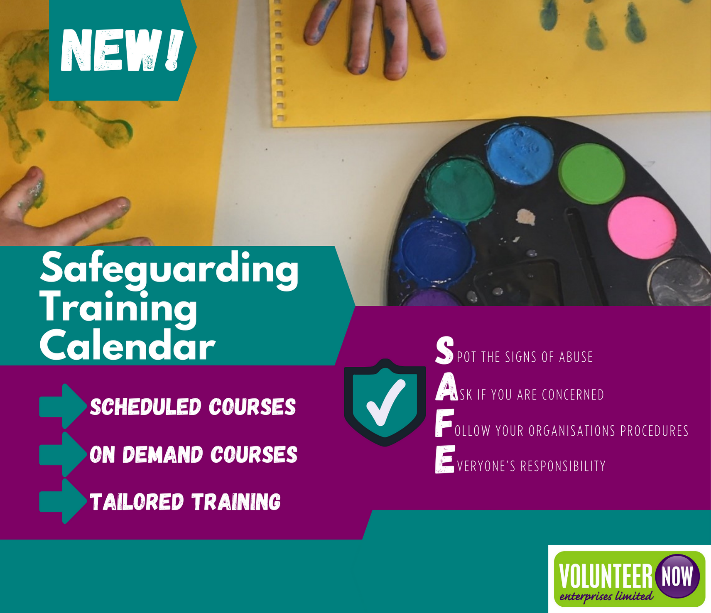 NEW!
Safeguarding
Training
Calendar
SCHEDULED COURSES
ON DEMAND COURSES
TAILORED TRAINING
SPOT THE SIGNS OF ABUSE
ASK IF YOU ARE CONCERNED
FOLLOW YOUR ORGANISATIONS PROCEDURES
EVERYONE'S RESPONSIBILITY
VOLUNTEER NOW
enterprises limited